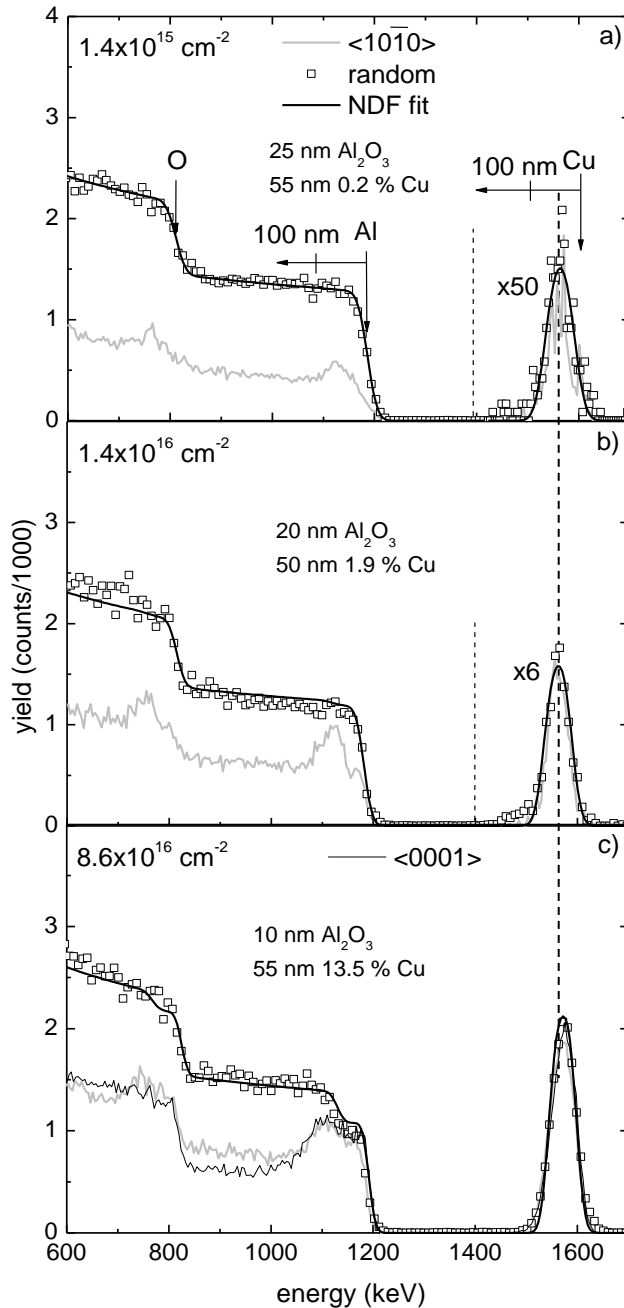 1.4x10¹⁵ cm⁻²
<101̄0>
a)
random
NDF fit
O
25 nm Al₂O₃
55 nm 0.2 % Cu
100 nm
Al
100 nm
Cu
x50
4
3
2
1
0
1.4x10¹⁶ cm⁻²
b)
20 nm Al₂O₃
50 nm 1.9 % Cu
x6
3
2
1
0
yield (counts/1000)
8.6x10¹⁶ cm⁻²
<0001>
c)
10 nm Al₂O₃
55 nm 13.5 % Cu
3
2
1
0
600 800 1000 1200 1400 1600
energy (keV)